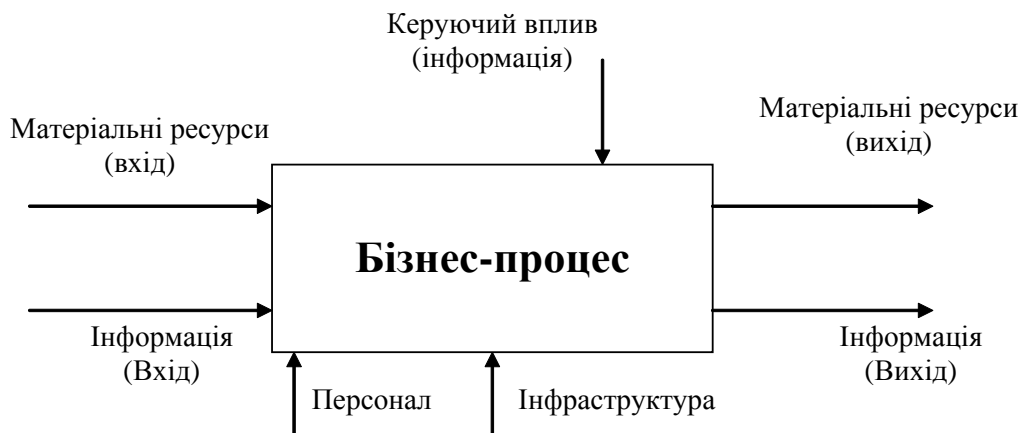 Керуючий вплив
(інформація)
Матеріальні ресурси
(вхід)
Матеріальні ресурси
(вихід)
Бізнес-процес
Інформація
(Вхід)
Інформація
(Вихід)
Персонал
Інфраструктура